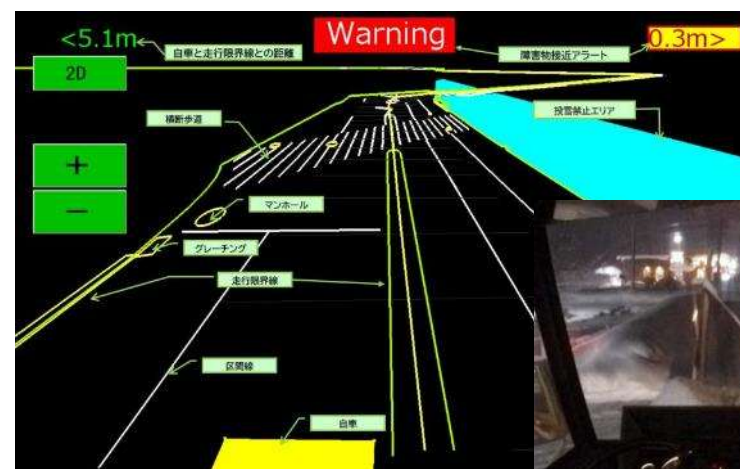 <5.1m
自車と走行限界線との距離
Warning
障害物接近アラート
0.3m>
2D
投雪禁止エリア
横断歩道
+
−
マンホール
グレーチング
走行限界線
区画線
自車